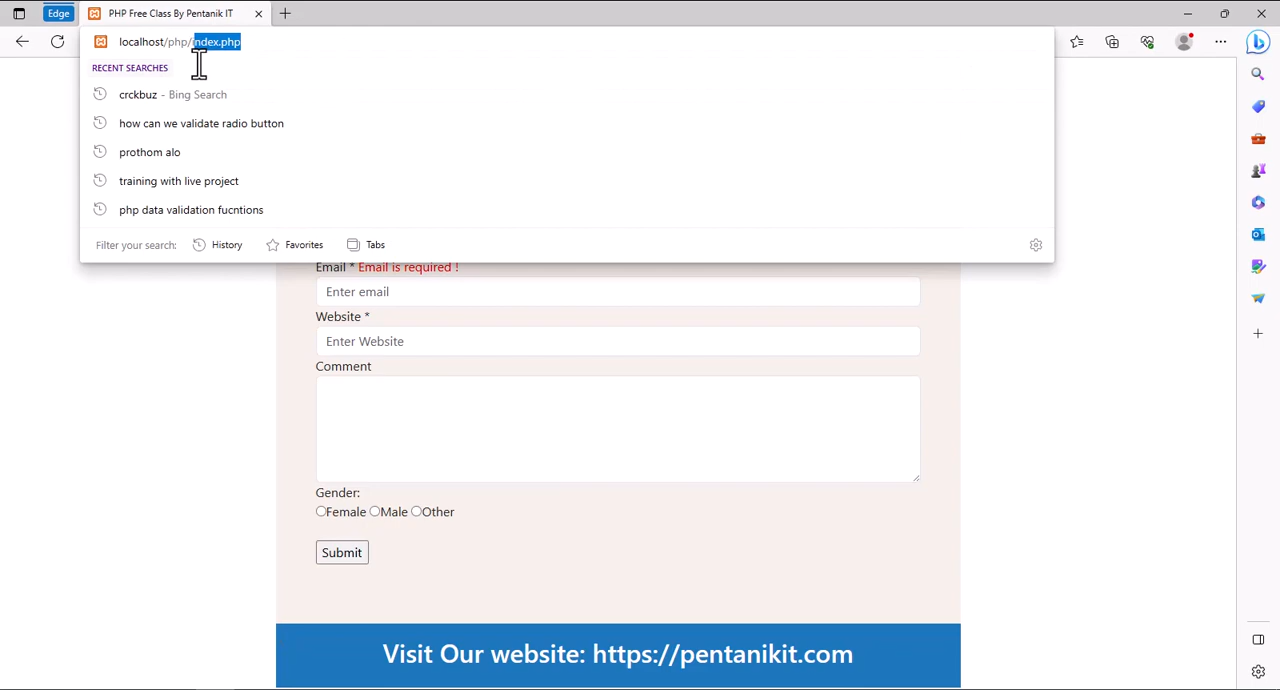 Edge
PHP Free Class By Pentanik IT
localhost/php/index.php
RECENT SEARCHES
crckbuz - Bing Search
how can we validate radio button
prothom alo
training with live project
php data validation fucntions
Filter your search: History Favorites Tabs
Email * Email is required !
Enter email
Website *
Enter Website
Comment
Gender:
Female Male Other
Submit
Visit Our website: https://pentanikit.com